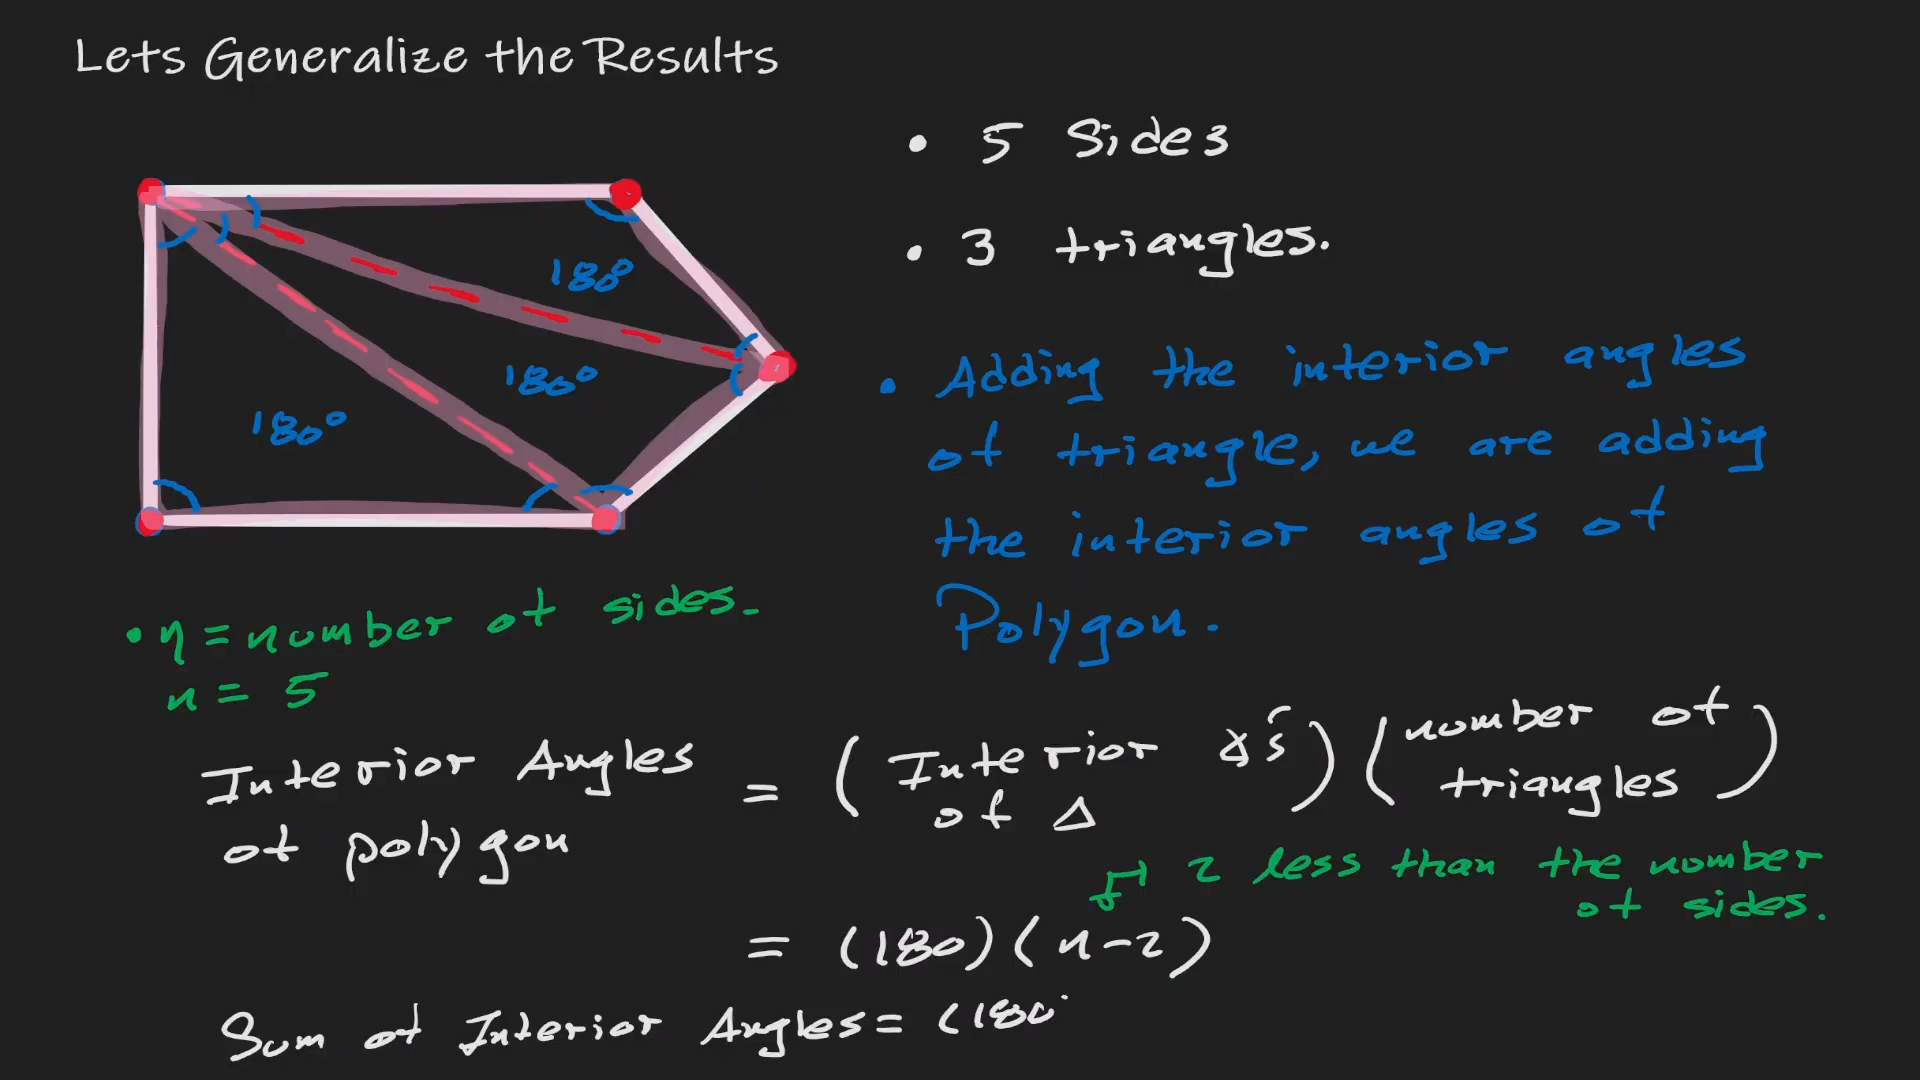 Lets Generalize the Results
• 5 Sides
• 3 triangles.
180°
180°
180°
• Adding the interior angles
of triangle, we are adding
the interior angles of
Polygon.
• n = number of sides.
n = 5
Interior Angles of polygon = (Interior ∡'s of Δ) (number of triangles)
2 less than the number
of sides.
= (180)(n-2)
Sum of Interior Angles = (180